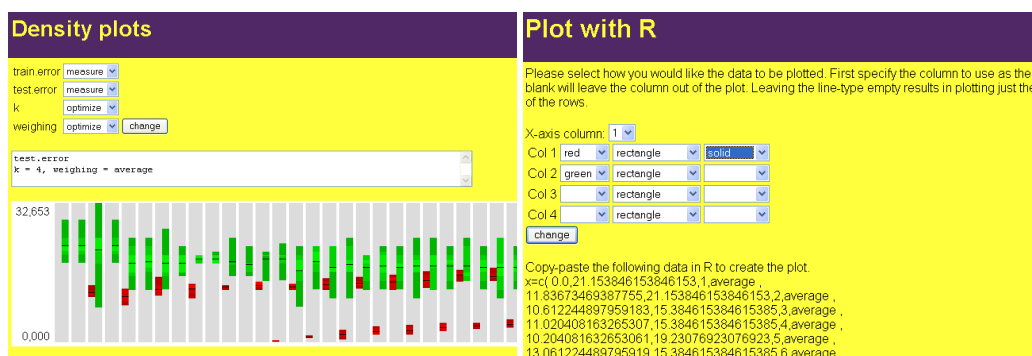 Density plots
train.error measure
test.error measure
k optimize
weighing optimize change
test.error
k = 4, weighing = average
32,653
0,000
Plot with R
Please select how you would like the data to be plotted. First specify the column to use as the
blank will leave the column out of the plot. Leaving the line-type empty results in plotting just the
of the rows.
X-axis column: 1
Col 1 red rectangle solid
Col 2 green rectangle
Col 3 rectangle
Col 4 rectangle
change
Copy-paste the following data in R to create the plot.
x=c( 0.0,21.153846153846153,1,average ,
11.83673469387755,21.153846153846153,2,average ,
10.612244897959183,15.384615384615385,3,average ,
11.020408163265307,15.384615384615385,4,average ,
10.204081632653061,19.23076923076923,5,average ,
13.061224489795919,15.384615384615385,6,average